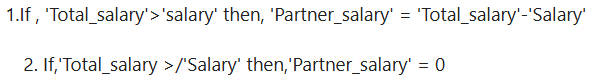 1.If , 'Total_salary'>'salary' then, 'Partner_salary' = 'Total_salary'-'Salary'
2. If,'Total_salary >/'Salary' then,'Partner_salary' = 0